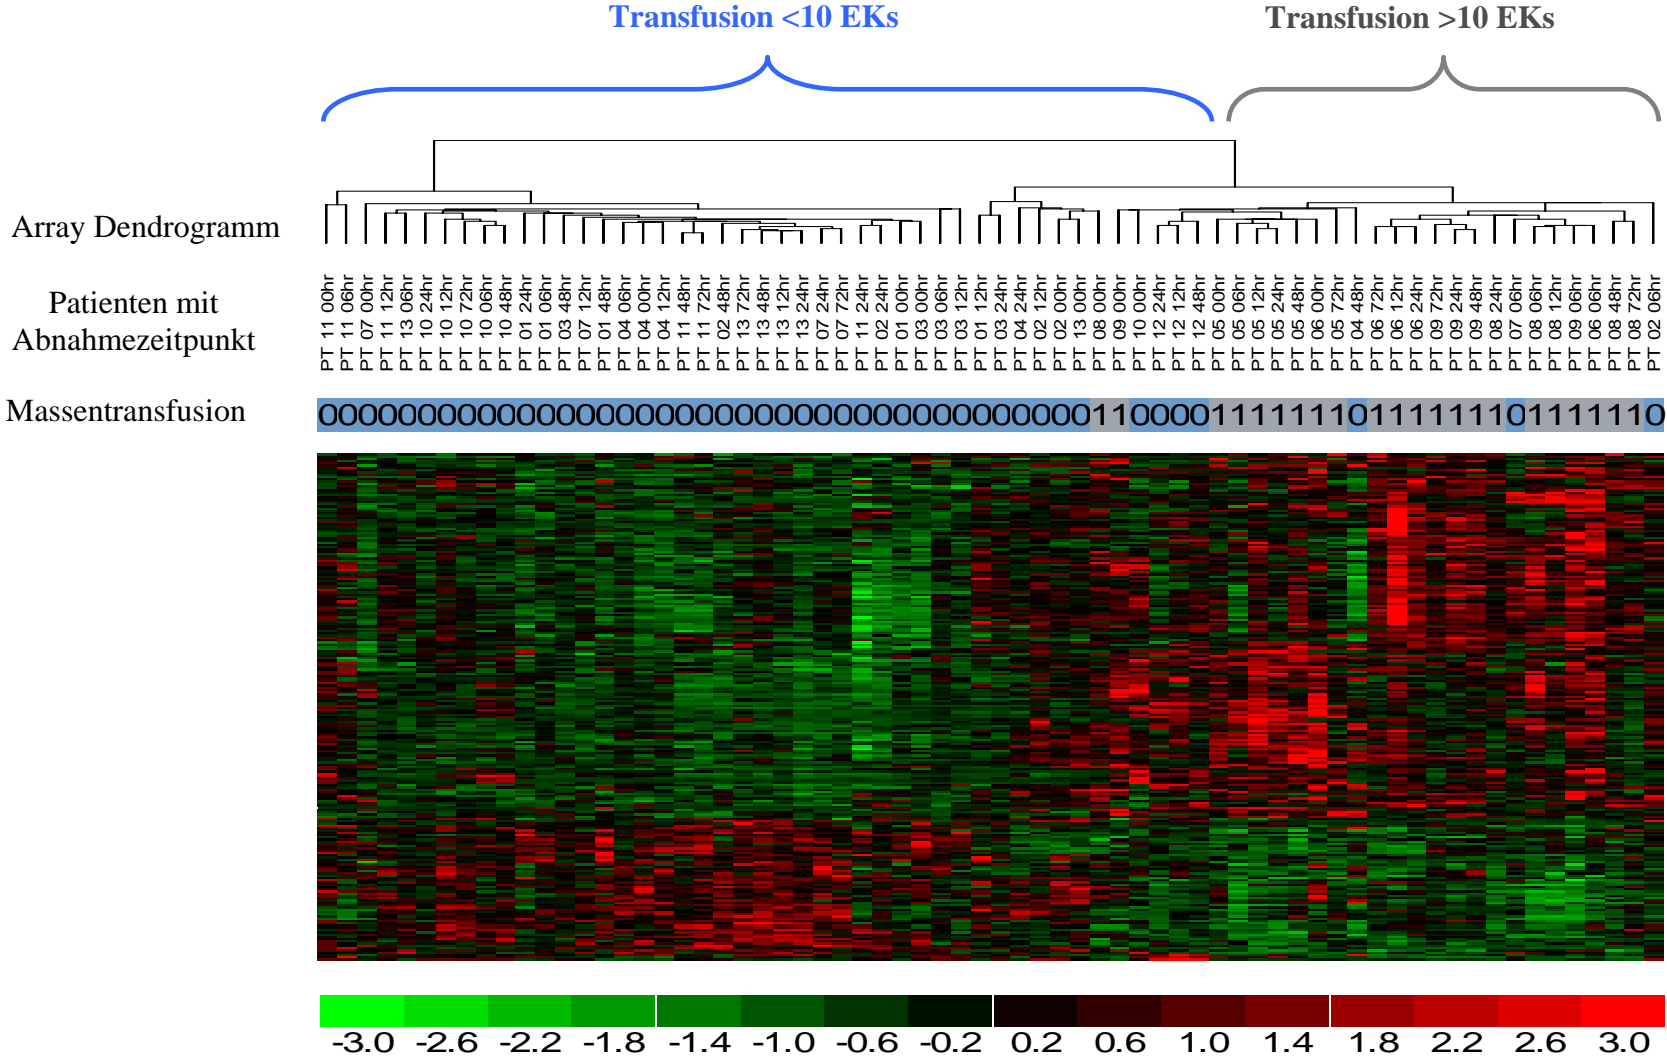 Transfusion <10 EKs
Transfusion >10 EKs
Array Dendrogramm
Patienten mit
Abnahmezeitpunkt
PT 11 00hr
PT 11 06hr
PT 07 00hr
PT 11 12hr
PT 13 06hr
PT 10 24hr
PT 10 12hr
PT 10 72hr
PT 10 06hr
PT 10 48hr
PT 01 24hr
PT 01 06hr
PT 03 48hr
PT 07 12hr
PT 01 48hr
PT 04 06hr
PT 04 00hr
PT 04 12hr
PT 11 48hr
PT 11 72hr
PT 02 48hr
PT 13 72hr
PT 13 48hr
PT 13 12hr
PT 13 24hr
PT 07 24hr
PT 07 72hr
PT 11 24hr
PT 02 24hr
PT 01 00hr
PT 03 00hr
PT 03 06hr
PT 03 12hr
PT 01 12hr
PT 03 24hr
PT 04 24hr
PT 02 12hr
PT 02 00hr
PT 13 00hr
PT 08 00hr
PT 09 00hr
PT 10 00hr
PT 12 24hr
PT 12 12hr
PT 12 48hr
PT 05 00hr
PT 05 06hr
PT 05 12hr
PT 05 24hr
PT 05 48hr
PT 06 00hr
PT 05 72hr
PT 04 48hr
PT 06 72hr
PT 06 12hr
PT 06 24hr
PT 09 72hr
PT 09 24hr
PT 09 48hr
PT 08 24hr
PT 07 06hr
PT 08 06hr
PT 08 12hr
PT 09 06hr
PT 06 06hr
PT 08 48hr
PT 08 72hr
PT 02 06hr
Massentransfusion
00000000000000000000000000000000000000011000011111110111111101111110
-3.0 -2.6 -2.2 -1.8 -1.4 -1.0 -0.6 -0.2 0.2 0.6 1.0 1.4 1.8 2.2 2.6 3.0